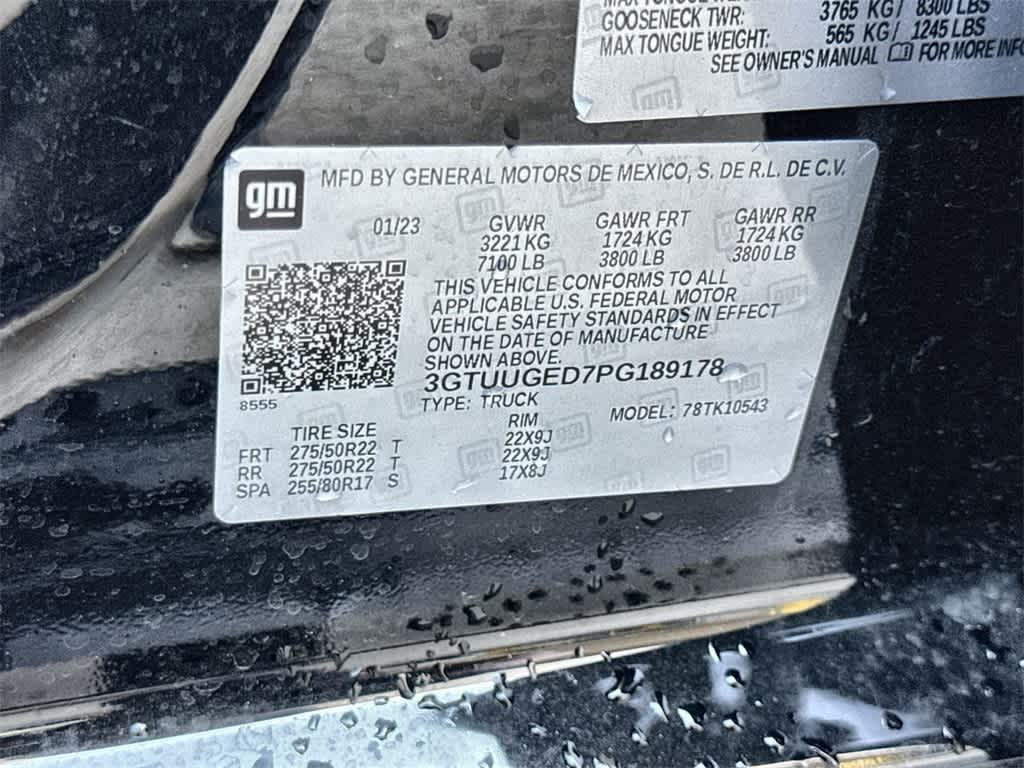 3765 KG/ 8300 LBS
GOOSENECK TWR:
565 KG/ 1245 LBS
MAX TONGUE WEIGHT:
SEE OWNER'S MANUAL FOR MORE INFO
gm
MFD BY GENERAL MOTORS DE MEXICO, S. DE R.L. DE C.V.
01/23 GVWR GAWR FRT GAWR RR
3221 KG 1724 KG 1724 KG
7100 LB 3800 LB 3800 LB
THIS VEHICLE CONFORMS TO ALL
APPLICABLE U.S. FEDERAL MOTOR
VEHICLE SAFETY STANDARDS IN EFFECT
ON THE DATE OF MANUFACTURE
SHOWN ABOVE.
3GTUUGED7PG189178
8555
TYPE: TRUCK MODEL: 78TK10543
TIRE SIZE RIM
FRT 275/50R22 T 22X9J
RR 275/50R22 T 22X9J
SPA 255/80R17 S 17X8J